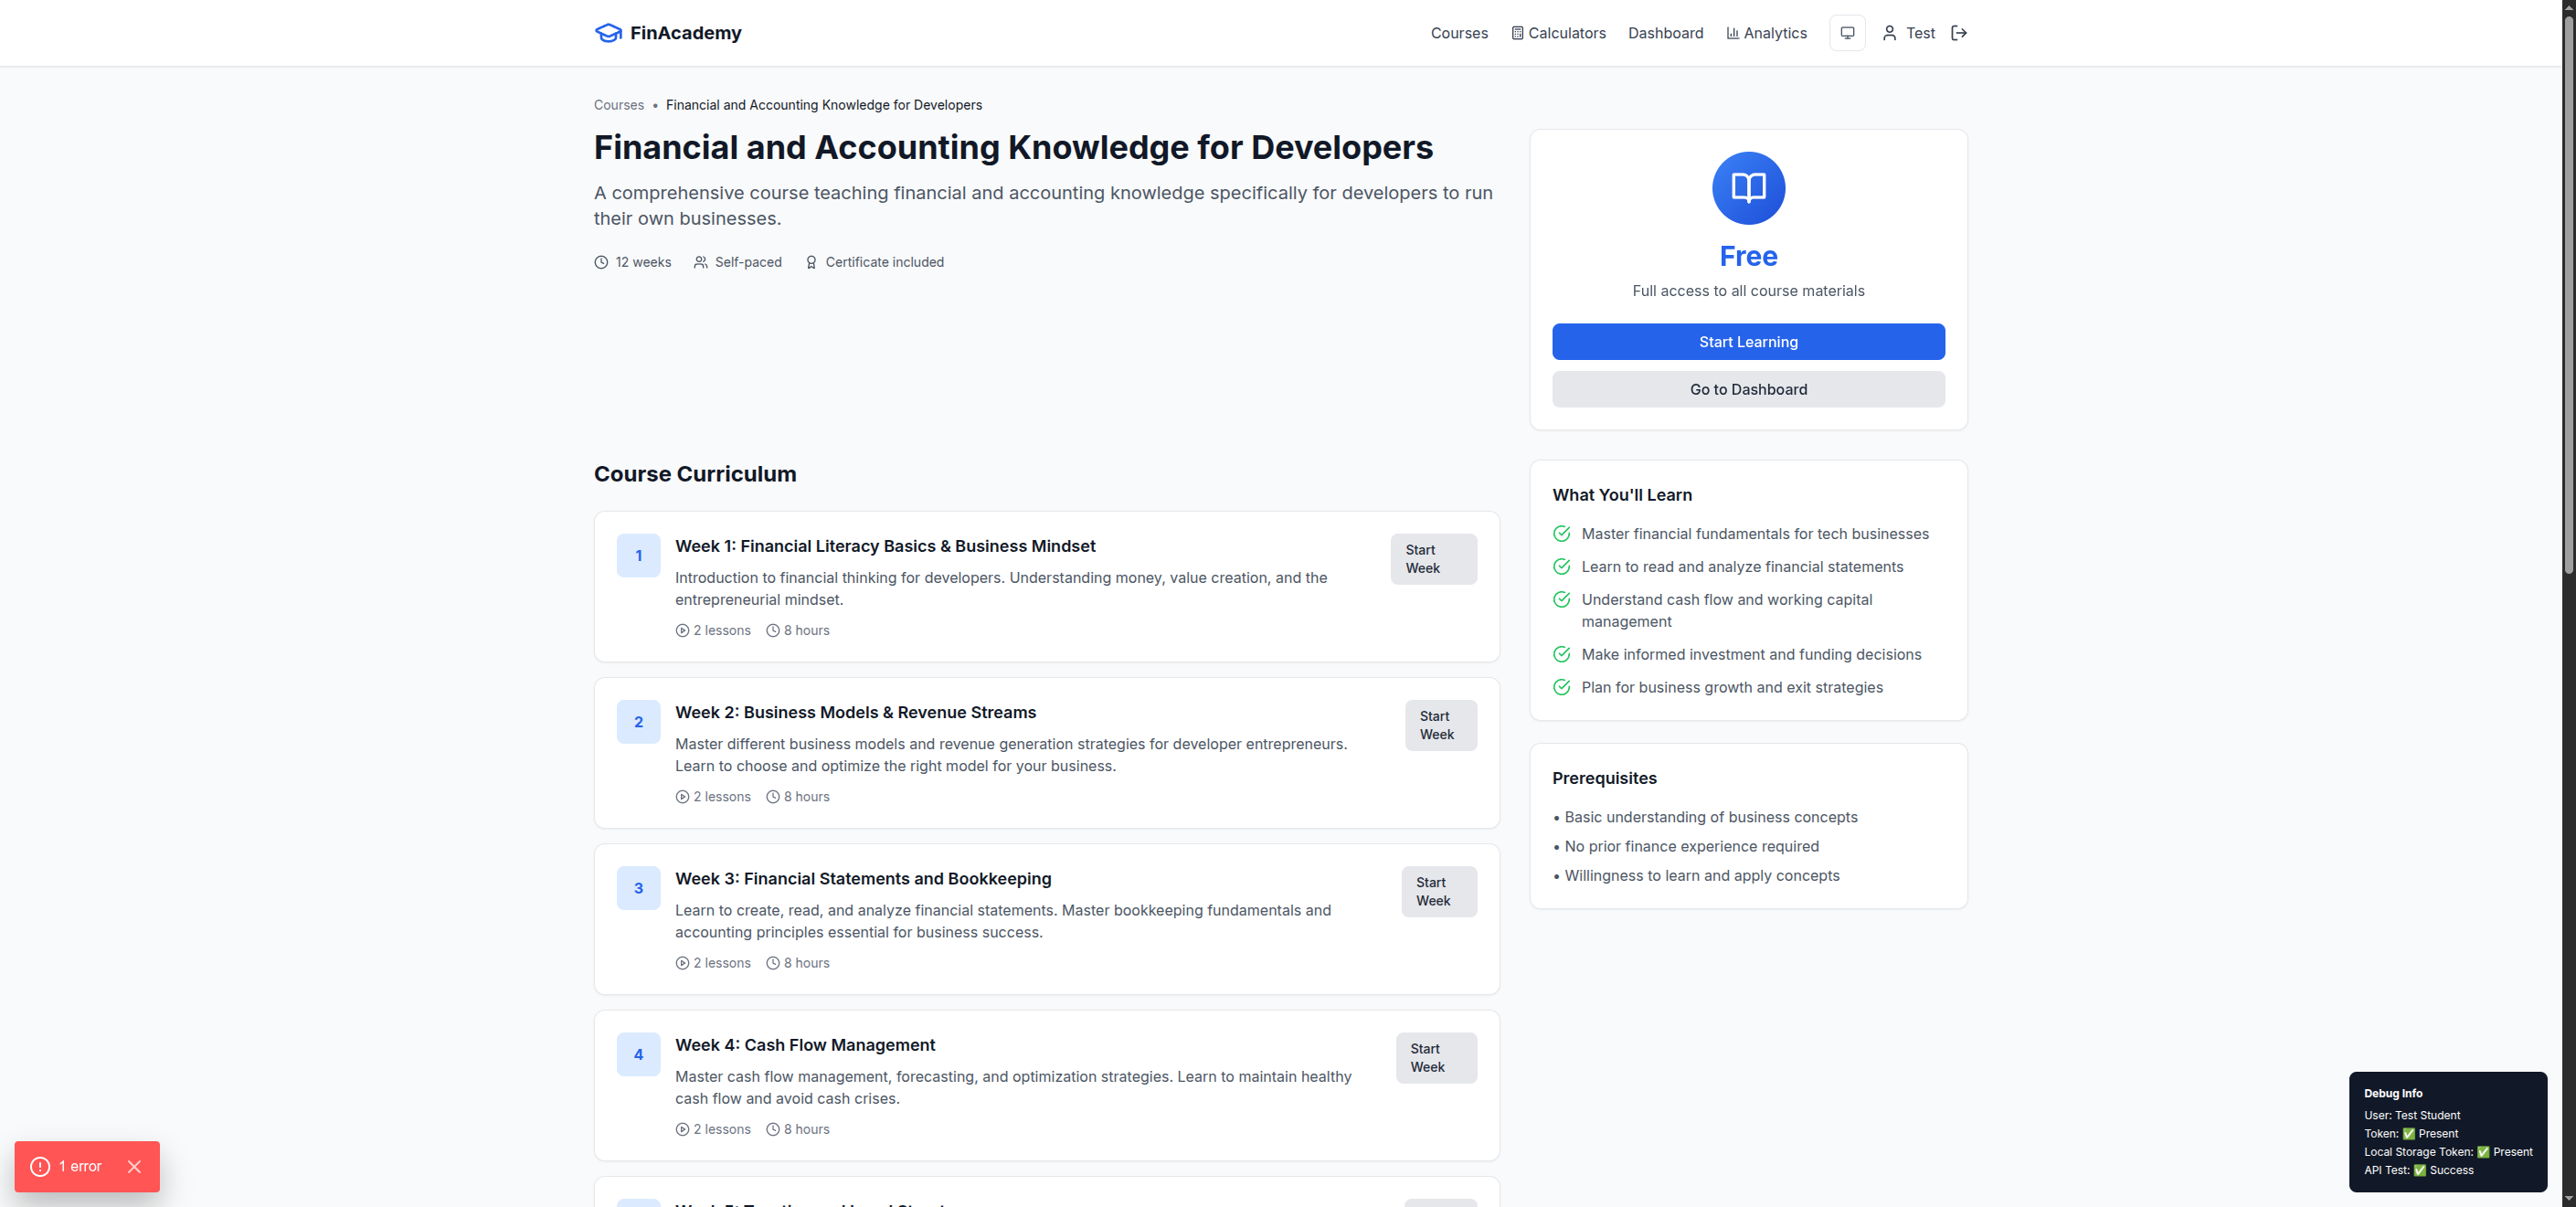 FinAcademy
Courses
Calculators
Dashboard
Analytics
Test
Courses • Financial and Accounting Knowledge for Developers
Financial and Accounting Knowledge for Developers
A comprehensive course teaching financial and accounting knowledge specifically for developers to run
their own businesses.
12 weeks
Self-paced
Certificate included
Free
Full access to all course materials
Start Learning
Go to Dashboard
Course Curriculum
1
Week 1: Financial Literacy Basics & Business Mindset
Introduction to financial thinking for developers. Understanding money, value creation, and the
entrepreneurial mindset.
2 lessons
8 hours
Start
Week
2
Week 2: Business Models & Revenue Streams
Master different business models and revenue generation strategies for developer entrepreneurs.
Learn to choose and optimize the right model for your business.
2 lessons
8 hours
Start
Week
3
Week 3: Financial Statements and Bookkeeping
Learn to create, read, and analyze financial statements. Master bookkeeping fundamentals and
accounting principles essential for business success.
2 lessons
8 hours
Start
Week
4
Week 4: Cash Flow Management
Master cash flow management, forecasting, and optimization strategies. Learn to maintain healthy
cash flow and avoid cash crises.
2 lessons
8 hours
Start
Week
What You'll Learn
Master financial fundamentals for tech businesses
Learn to read and analyze financial statements
Understand cash flow and working capital
management
Make informed investment and funding decisions
Plan for business growth and exit strategies
Prerequisites
• Basic understanding of business concepts
• No prior finance experience required
• Willingness to learn and apply concepts
1 error
Debug Info
User: Test Student
Token: ✅ Present
Local Storage Token: ✅ Present
API Test: ✅ Success